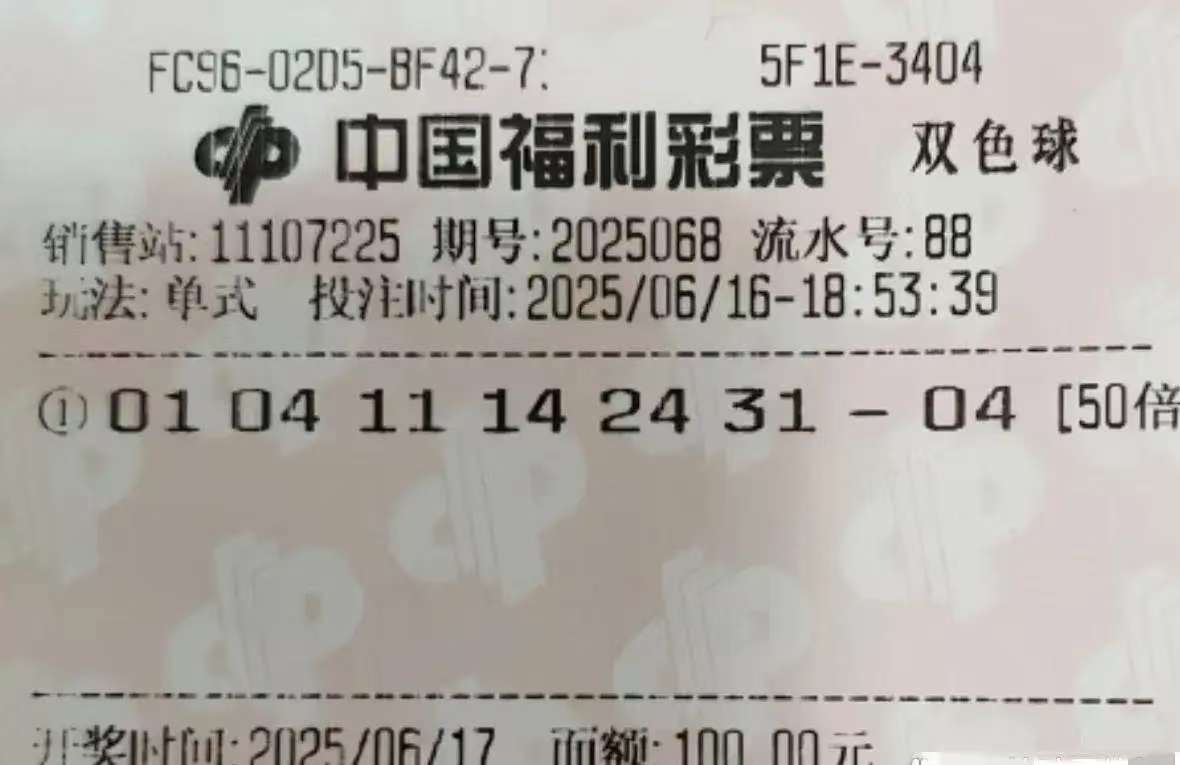 FC96-02D5-BF42-7: 5F1E-3404
中国福利彩票 双色球
销售站:11107225 期号:2025068 流水号:88
玩法:单式 投注时间:2025/06/16-18:53:39
① 01 04 11 14 24 31 - 04 [50倍
开奖时间:2025/06/17 面额:100.00元